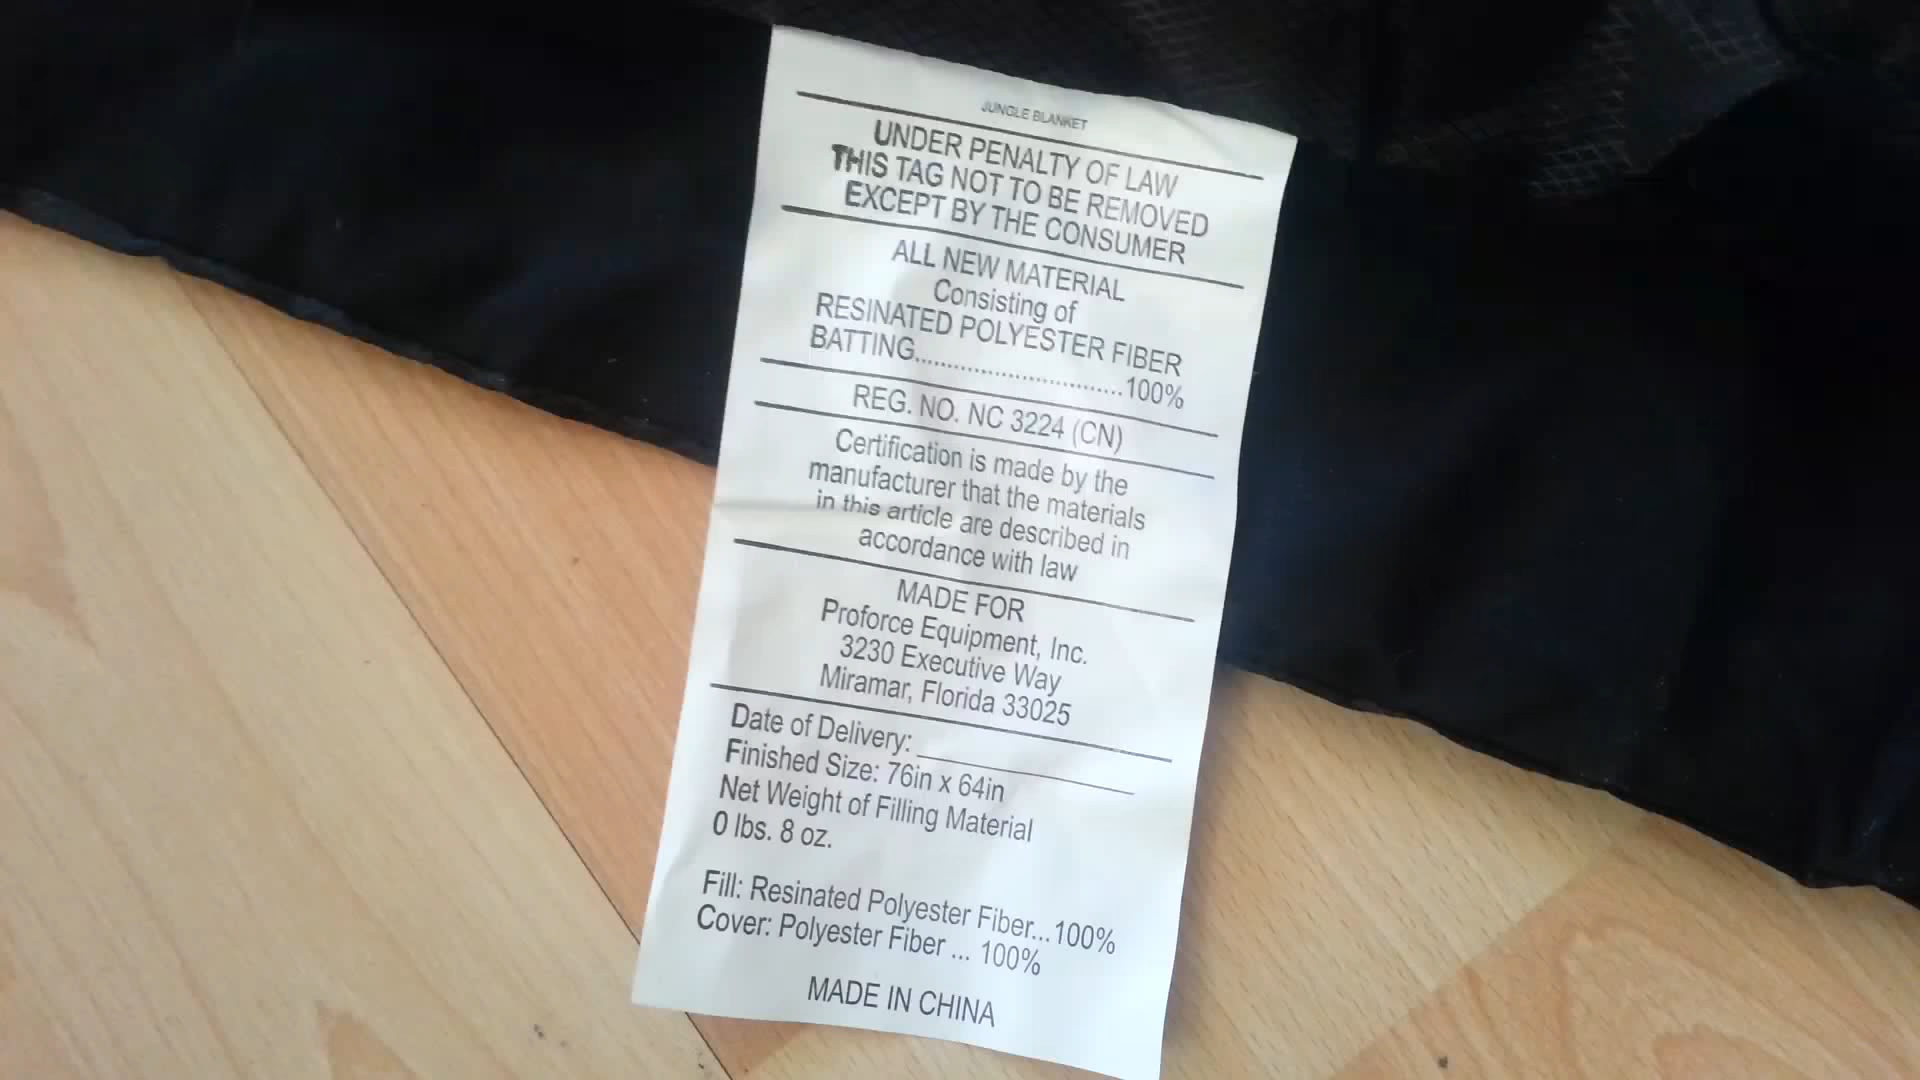 JUNGLE BLANKET
UNDER PENALTY OF LAW
THIS TAG NOT TO BE REMOVED
EXCEPT BY THE CONSUMER
ALL NEW MATERIAL
Consisting of
RESINATED POLYESTER FIBER
BATTING.................................100%
REG. NO. NC 3224 (CN)
Certification is made by the
manufacturer that the materials
in this article are described in
accordance with law
MADE FOR
Proforce Equipment, Inc.
3230 Executive Way
Miramar, Florida 33025
Date of Delivery: _______________
Finished Size: 76in x 64in
Net Weight of Filling Material
0 lbs. 8 oz.
Fill: Resinated Polyester Fiber...100%
Cover: Polyester Fiber ... 100%
MADE IN CHINA